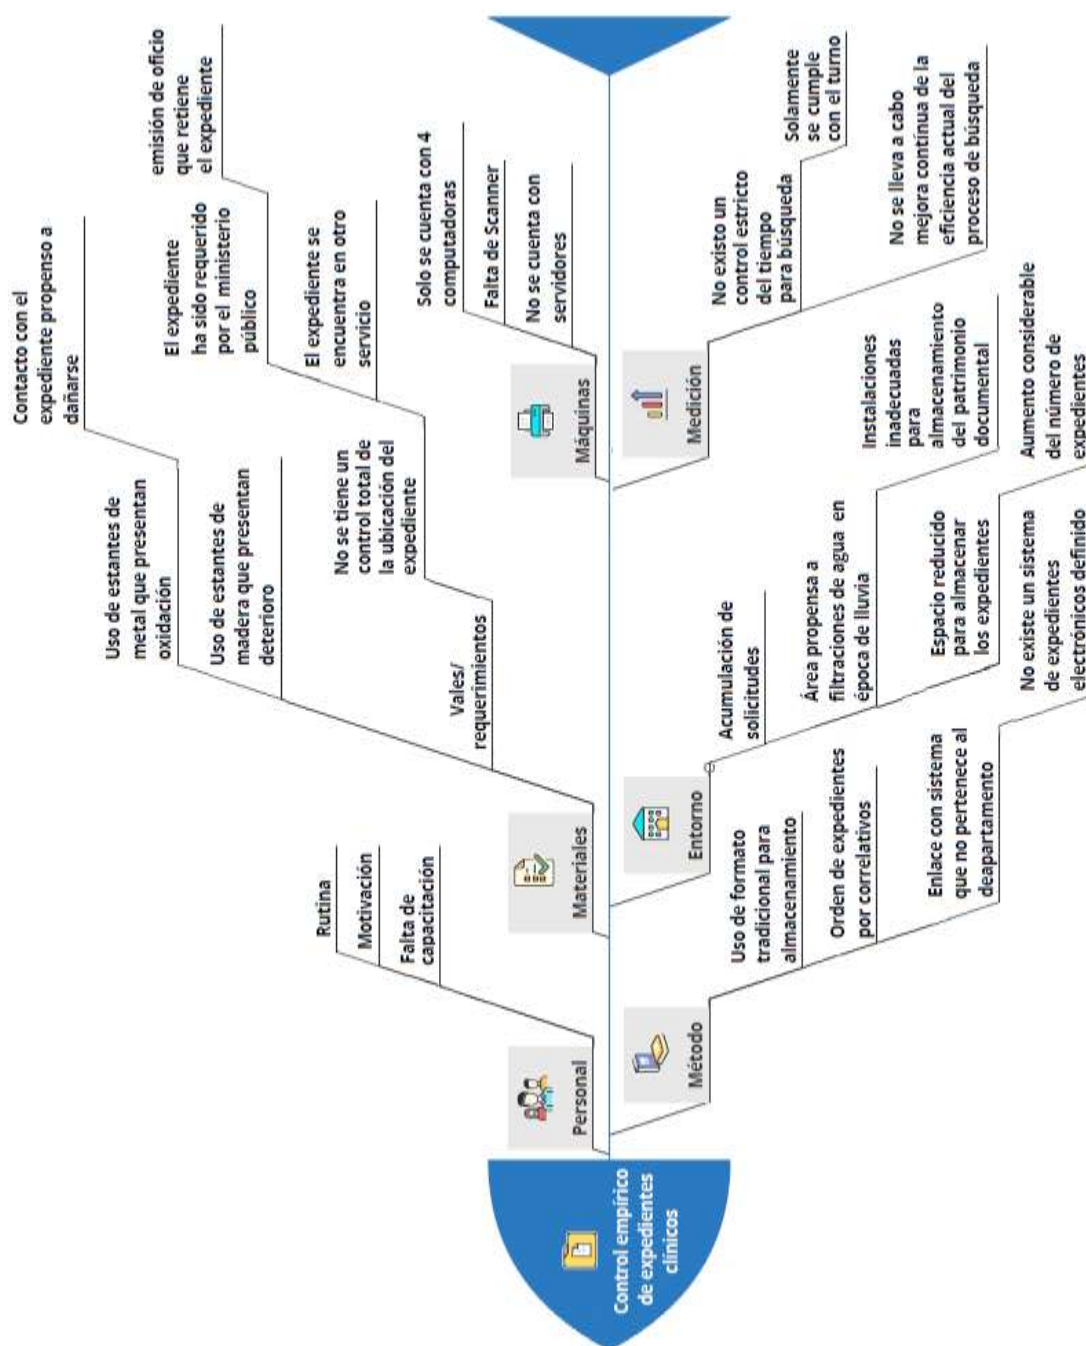 Control empírico
de expedientes
clínicos
Personal
Rutina
Motivación
Falta de
capacitación
Materiales
Contacto con el
expediente propenso a
dañarse
Uso de estantes de
metal que presentan
oxidación
Uso de estantes de
madera que presentan
deterioro
emisión de oficio
que retiene
el expediente
El expediente
ha sido requerido
por el ministerio
público
El expediente se
encuentra en otro
servicio
No se tiene un
control total de
la ubicación del
expediente
Vales/
requerimientos
Máquinas
Solo se cuenta con 4
computadoras
Falta de Scanner
No se cuenta con
servidores
Método
Uso de formato
tradicional para
almacenamiento
Orden de expedientes
por correlativos
Enlace con sistema
que no pertenece al
deapartamento
No existe un sistema
de expedientes
electrónicos definido
Entorno
Acumulación de
solicitudes
Área propensa a
filtraciones de agua en
época de lluvia
Instalaciones
inadecuadas
para
almacenamiento
del patrimonio
documental
Espacio reducido
para almacenar
los expedientes
Aumento considerable
del número de
expedientes
Medición
No existo un
control estricto
del tiempo
para búsqueda
Solamente
se cumple
con el turno
No se lleva a cabo
mejora contínua de la
eficiencia actual del
proceso de búsqueda